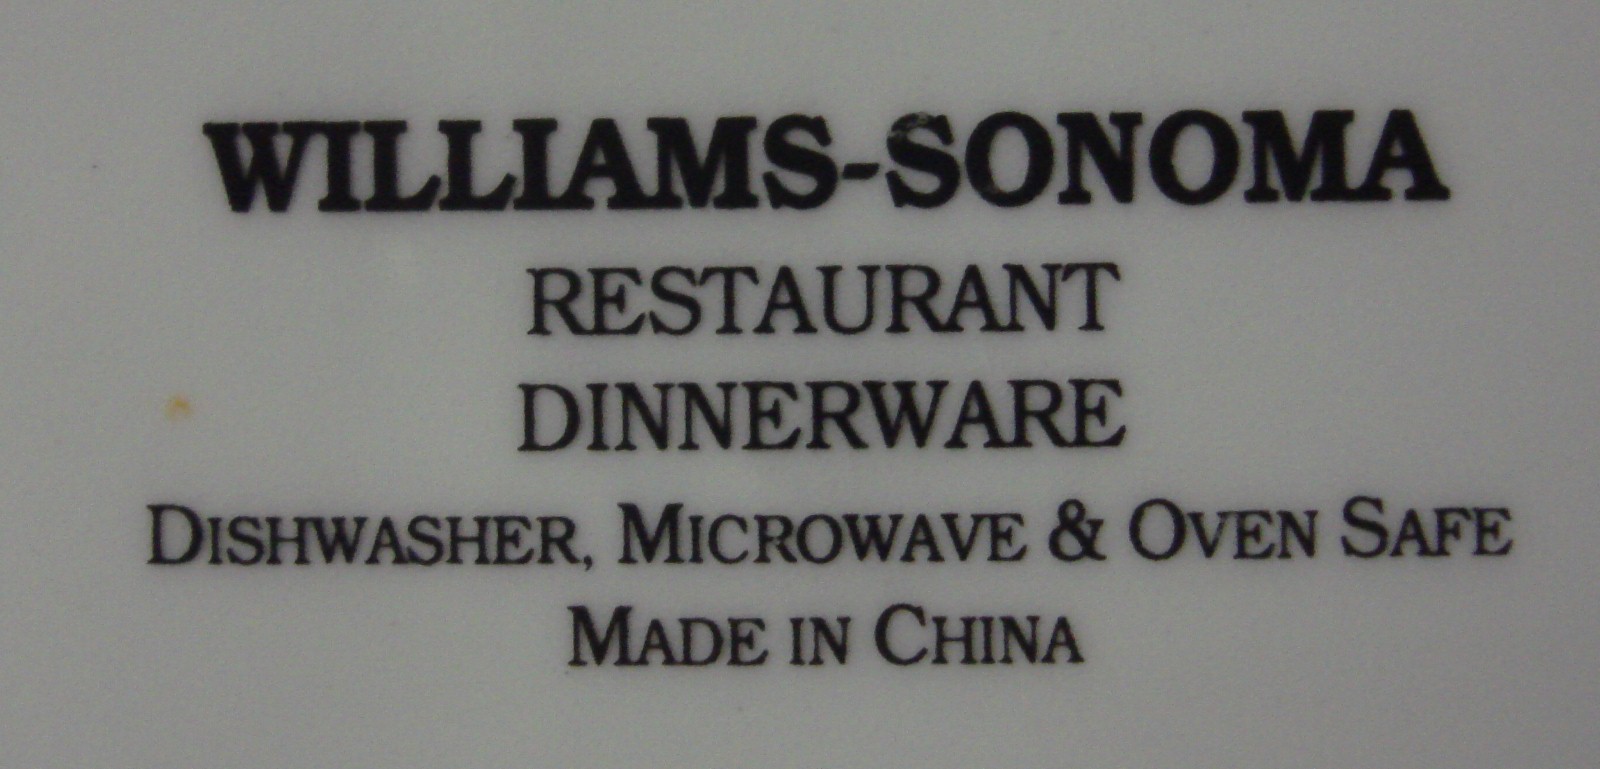 WILLIAMS-SONOMA
RESTAURANT
DINNERWARE
DISHWASHER, MICROWAVE & OVEN SAFE
MADE IN CHINA